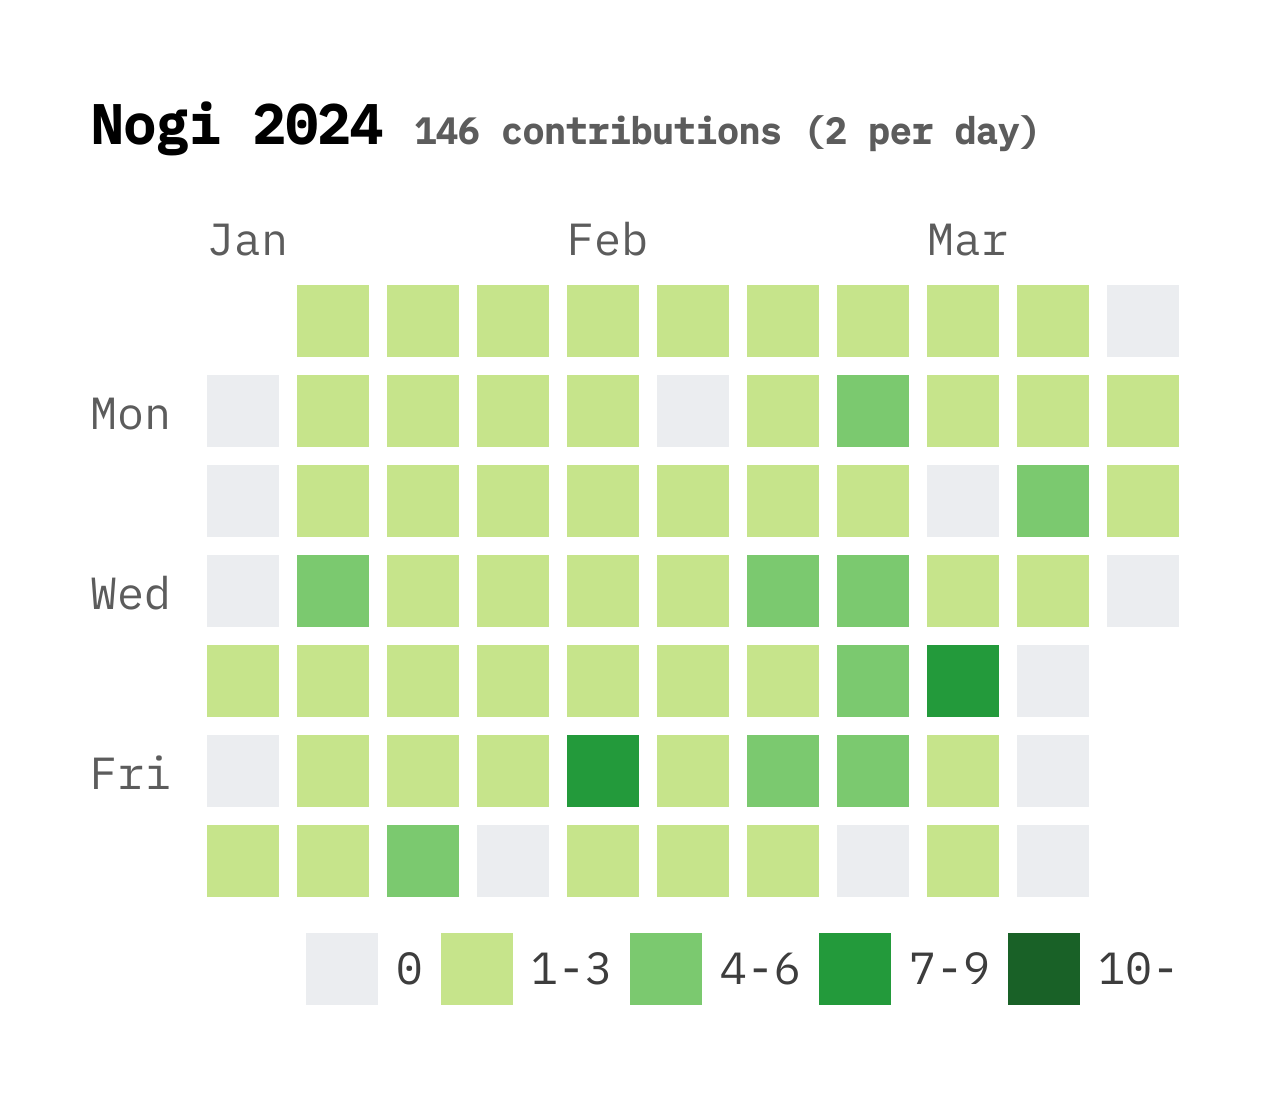 Nogi 2024 146 contributions (2 per day)
Jan Feb Mar
Mon
Wed
Fri
0 1-3 4-6 7-9 10-